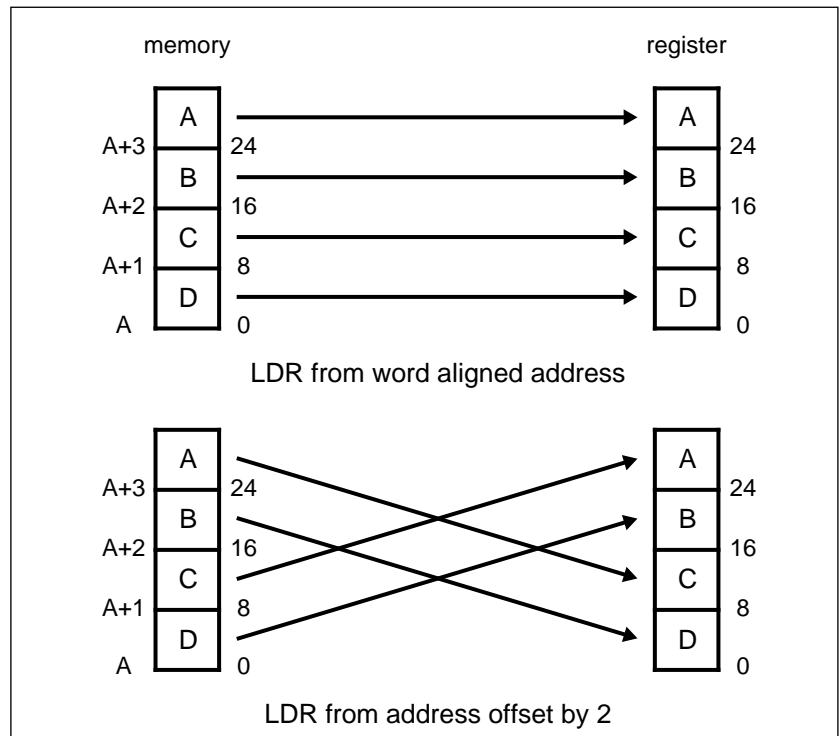 memory register
A A
A+3 24 24
B B
A+2 16 16
C C
A+1 8 8
D D
A 0 0
LDR from word aligned address
A A
A+3 24 24
B B
A+2 16 16
C C
A+1 8 8
D D
A 0 0
LDR from address offset by 2